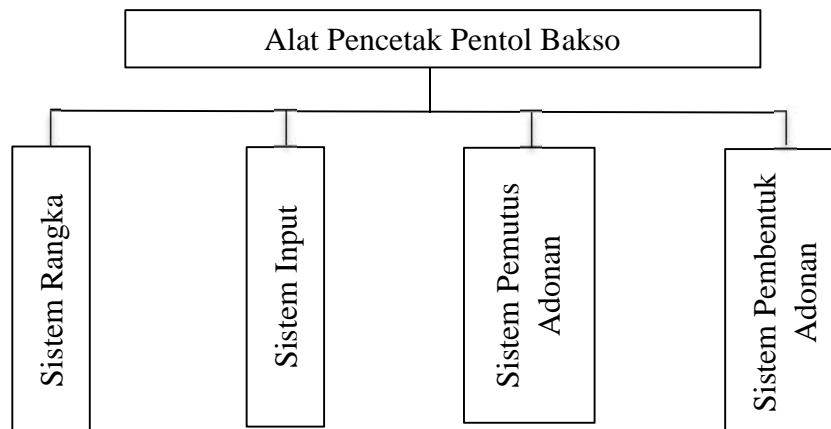 Alat Pencetak Pentol Bakso
Sistem Rangka
Sistem Input
Sistem Pemutus
Adonan
Sistem Pembentuk
Adonan